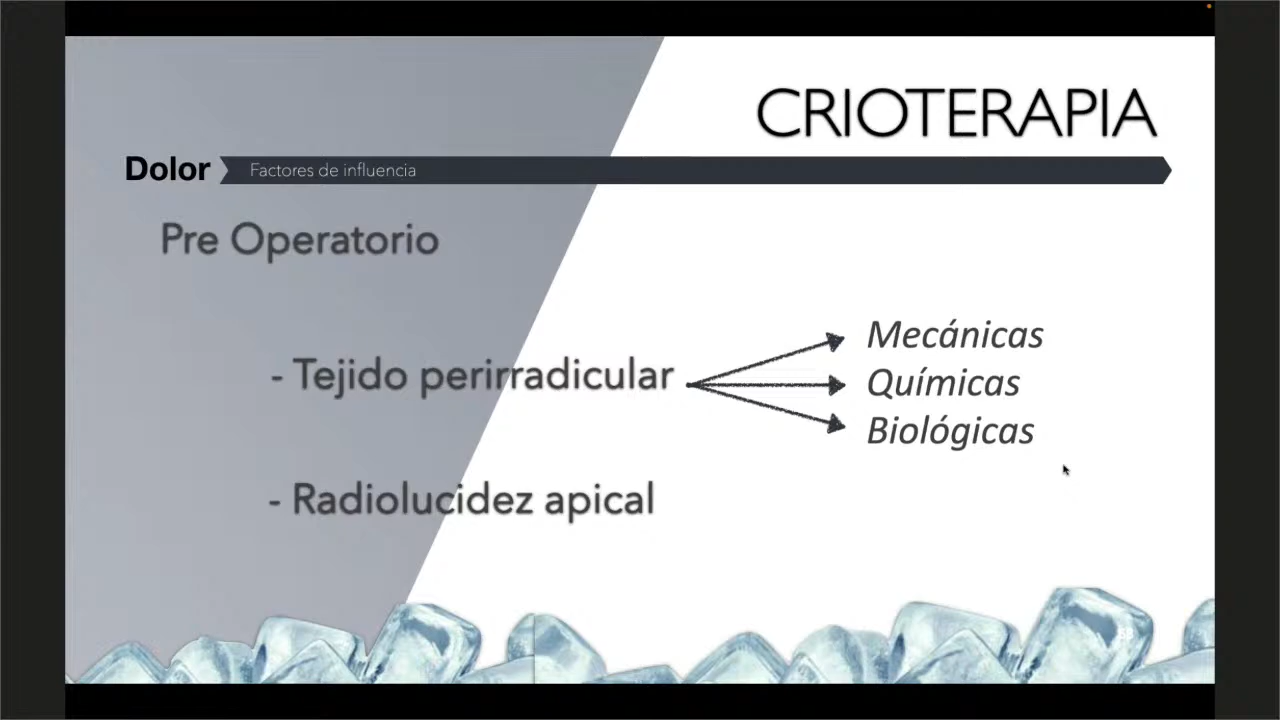 CRIOTERAPIA
Dolor Factores de influencia
Pre Operatorio
- Tejido perirradicular
Mecánicas
Químicas
Biológicas
- Radiolucidez apical